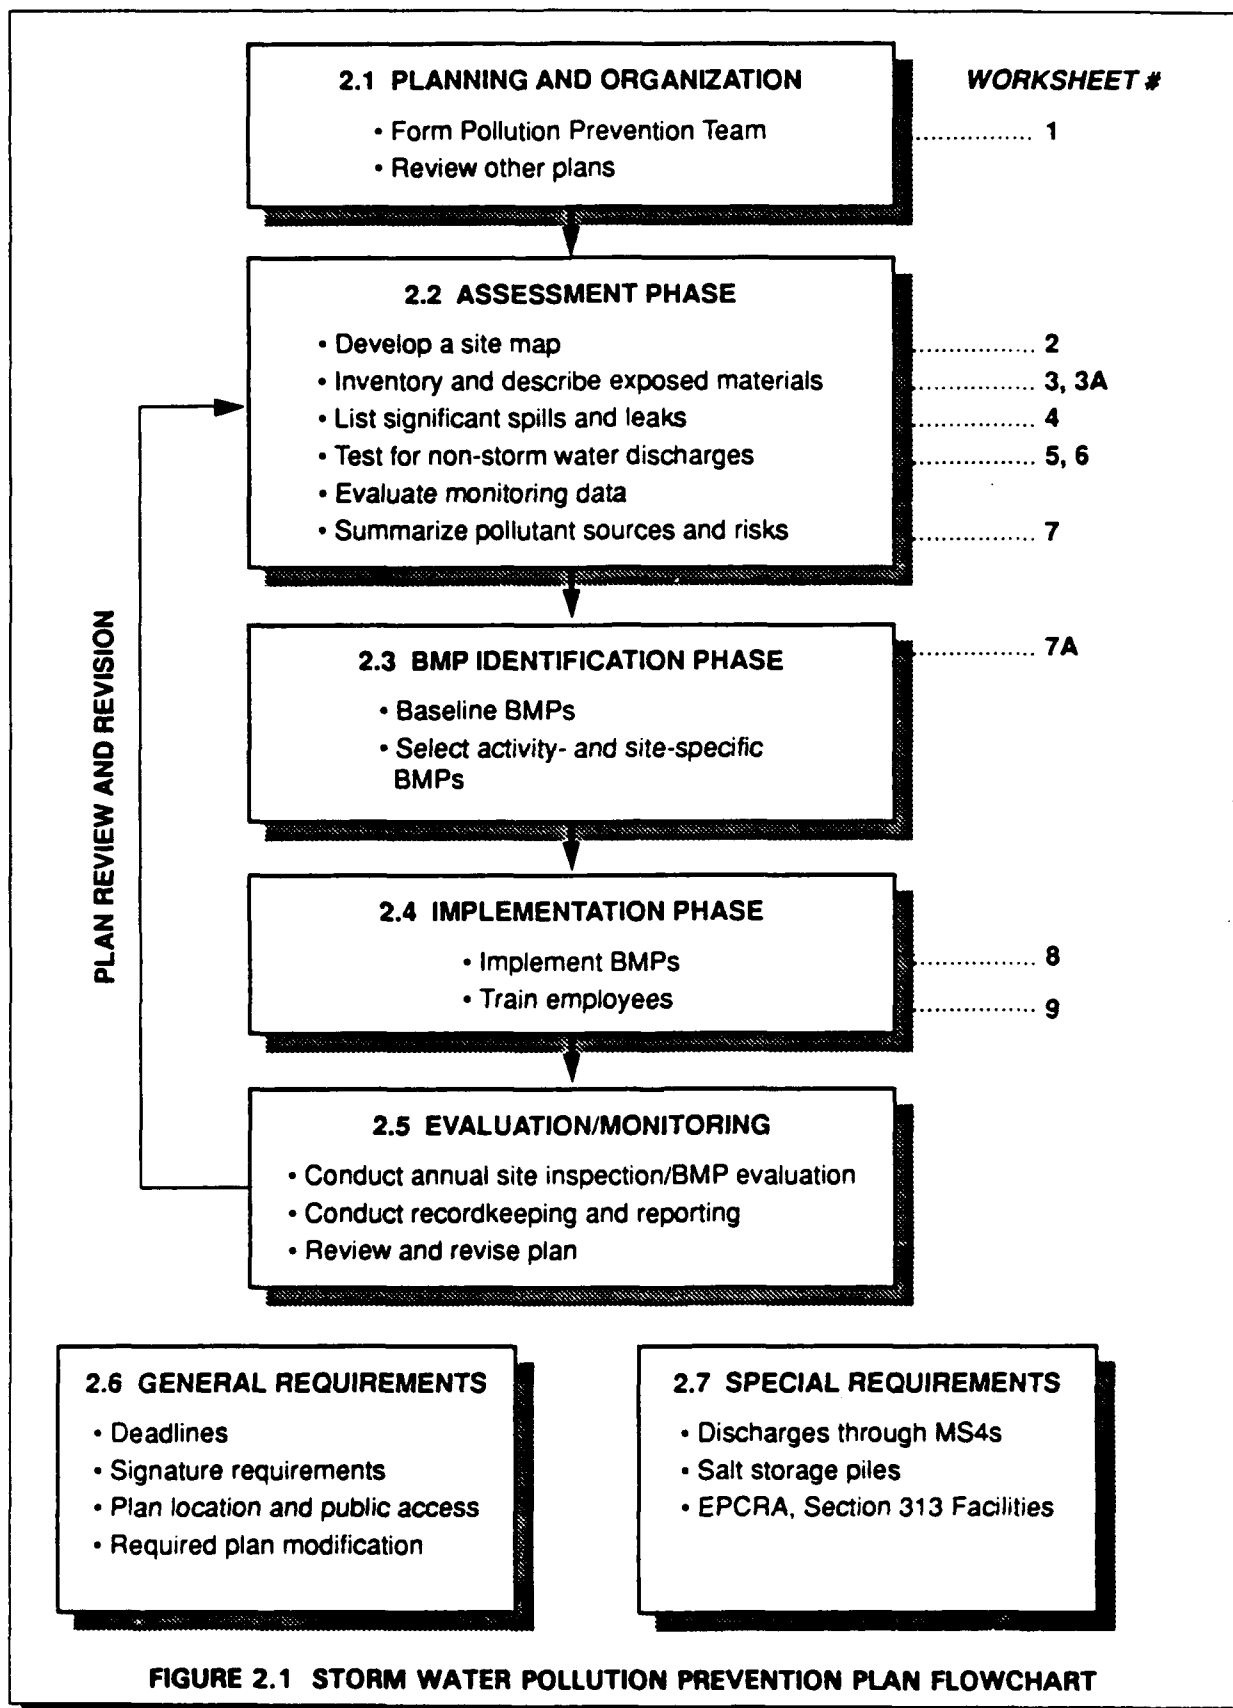 2.1 PLANNING AND ORGANIZATION
WORKSHEET #
• Form Pollution Prevention Team ............... 1
• Review other plans
2.2 ASSESSMENT PHASE
• Develop a site map ............... 2
• Inventory and describe exposed materials ............... 3, 3A
• List significant spills and leaks ............... 4
• Test for non-storm water discharges ............... 5, 6
• Evaluate monitoring data
• Summarize pollutant sources and risks ............... 7
PLAN REVIEW AND REVISION
2.3 BMP IDENTIFICATION PHASE ............... 7A
• Baseline BMPs
• Select activity- and site-specific
BMPs
2.4 IMPLEMENTATION PHASE
• Implement BMPs ............... 8
• Train employees ............... 9
2.5 EVALUATION/MONITORING
• Conduct annual site inspection/BMP evaluation
• Conduct recordkeeping and reporting
• Review and revise plan
2.6 GENERAL REQUIREMENTS
• Deadlines
• Signature requirements
• Plan location and public access
• Required plan modification
2.7 SPECIAL REQUIREMENTS
• Discharges through MS4s
• Salt storage piles
• EPCRA, Section 313 Facilities
FIGURE 2.1 STORM WATER POLLUTION PREVENTION PLAN FLOWCHART